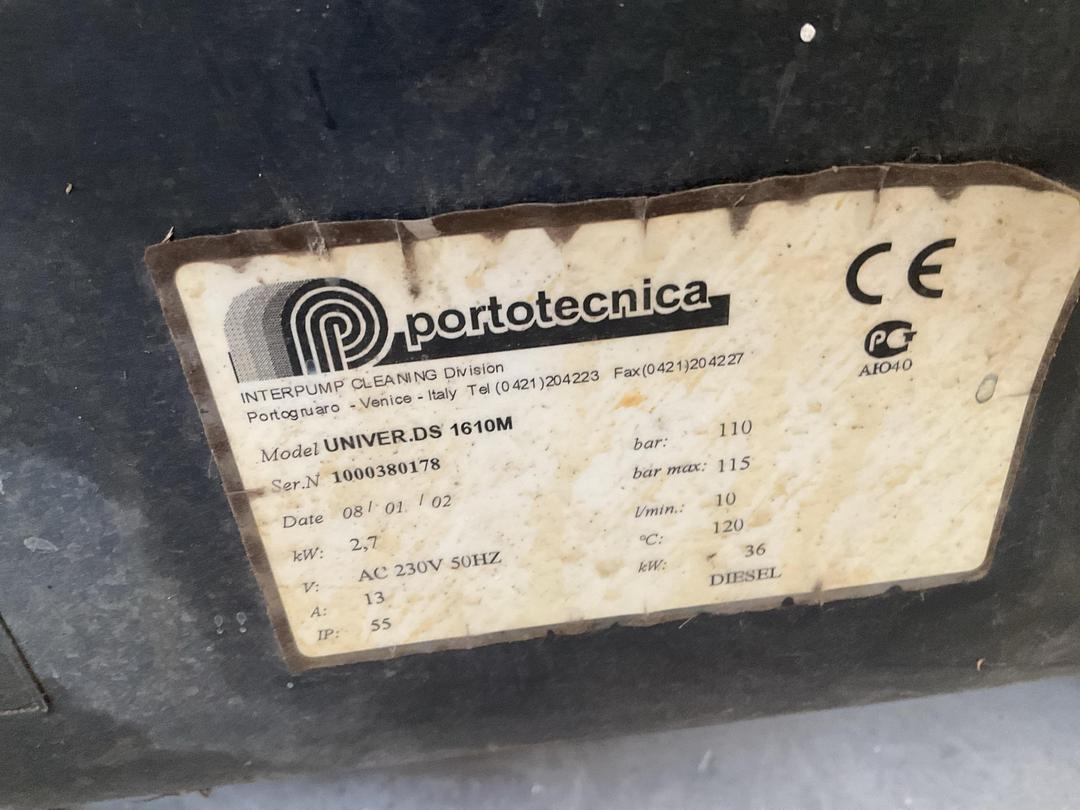 portotecnica
CE
INTERPUMP CLEANING Division
Portogruaro - Venice - Italy Tel (0421)204223 Fax(0421)204227
PCT
AІO40
Model UNIVER.DS 1610M
Ser.N 1000380178
Date 08/ 01 / 02
kW: 2,7
V: AC 230V 50HZ
A: 13
IP: 55
bar: 110
bar max: 115
l/min.: 10
°C: 120
kW: 36
DIESEL